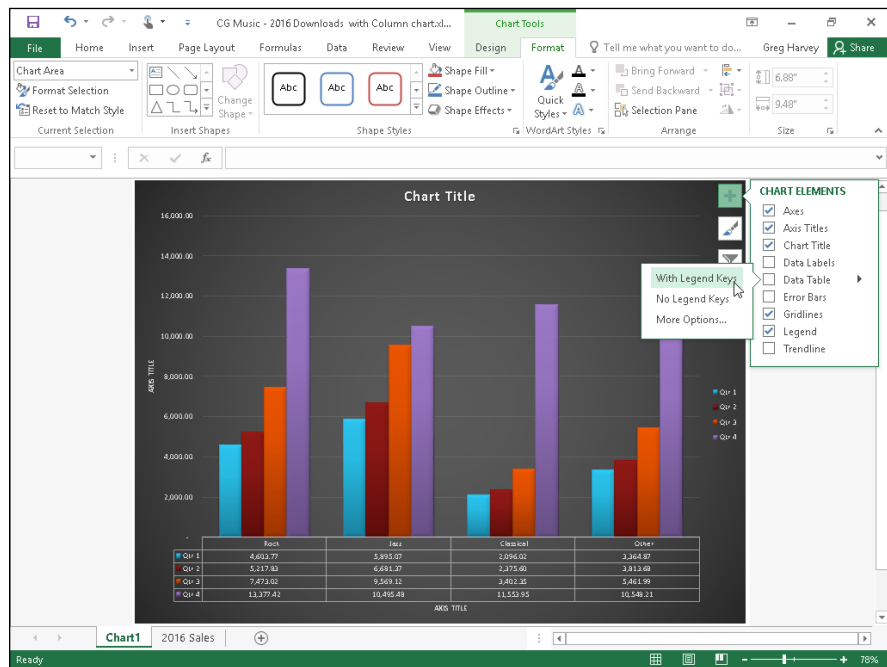 CG Music - 2016 Downloads with Column chart.xl...
Chart Tools
File Home Insert Page Layout Formulas Data Review View Design Format Tell me what you want to do... Greg Harvey Share
Chart Area
Format Selection
Reset to Match Style
Current Selection
Change Shape
Insert Shapes
Abc Abc Abc
Shape Fill
Shape Outline
Shape Effects
Shape Styles
Quick Styles
A A A
WordArt Styles
Bring Forward
Send Backward
Selection Pane
Arrange
6.88"
9.48"
Size
fx
Chart Title
CHART ELEMENTS
Axes
Axis Titles
Chart Title
Data Labels
Data Table
Error Bars
Gridlines
Legend
Trendline
With Legend Keys
No Legend Keys
More Options...
16,000.00
14,000.00
12,000.00
10,000.00
8,000.00
6,000.00
4,000.00
2,000.00
-
AXIS TITLE
Qtr 1
Qtr 2
Qtr 3
Qtr 4
Rock Jazz Classical Other
Qtr 1 4,603.77 5,895.07 2,096.02 3,364.87
Qtr 2 5,217.83 6,681.37 2,375.60 3,813.68
Qtr 3 7,473.02 9,569.12 3,402.35 5,461.99
Qtr 4 13,377.42 10,495.48 11,553.95 10,548.21
AXIS TITLE
Chart1 2016 Sales
Ready
78%